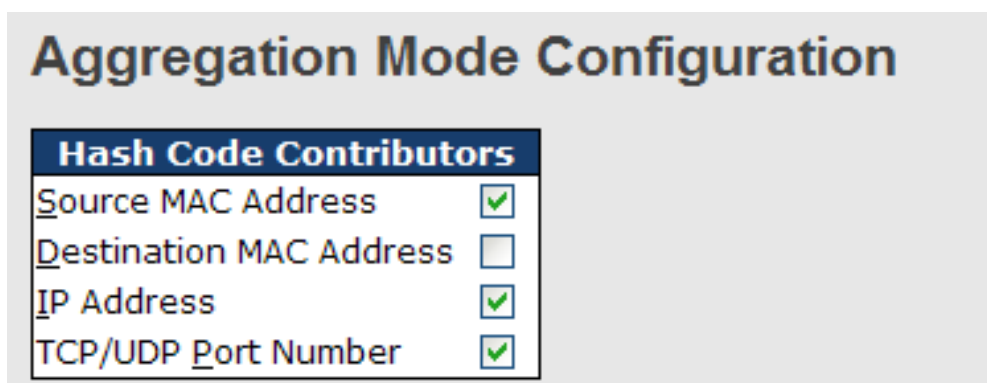 Aggregation Mode Configuration
Hash Code Contributors
Source MAC Address
Destination MAC Address
IP Address
TCP/UDP Port Number